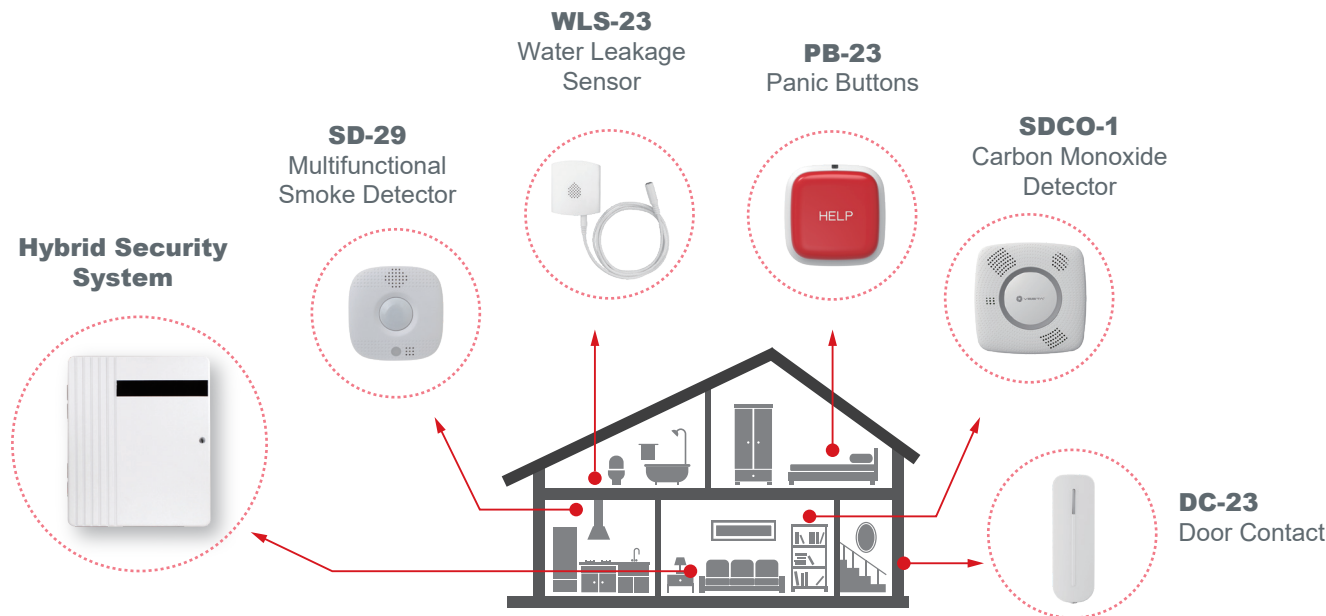 WLS-23
Water Leakage
Sensor
PB-23
Panic Buttons
SD-29
Multifunctional
Smoke Detector
SDCO-1
Carbon Monoxide
Detector
HELP
Hybrid Security
System
DC-23
Door Contact